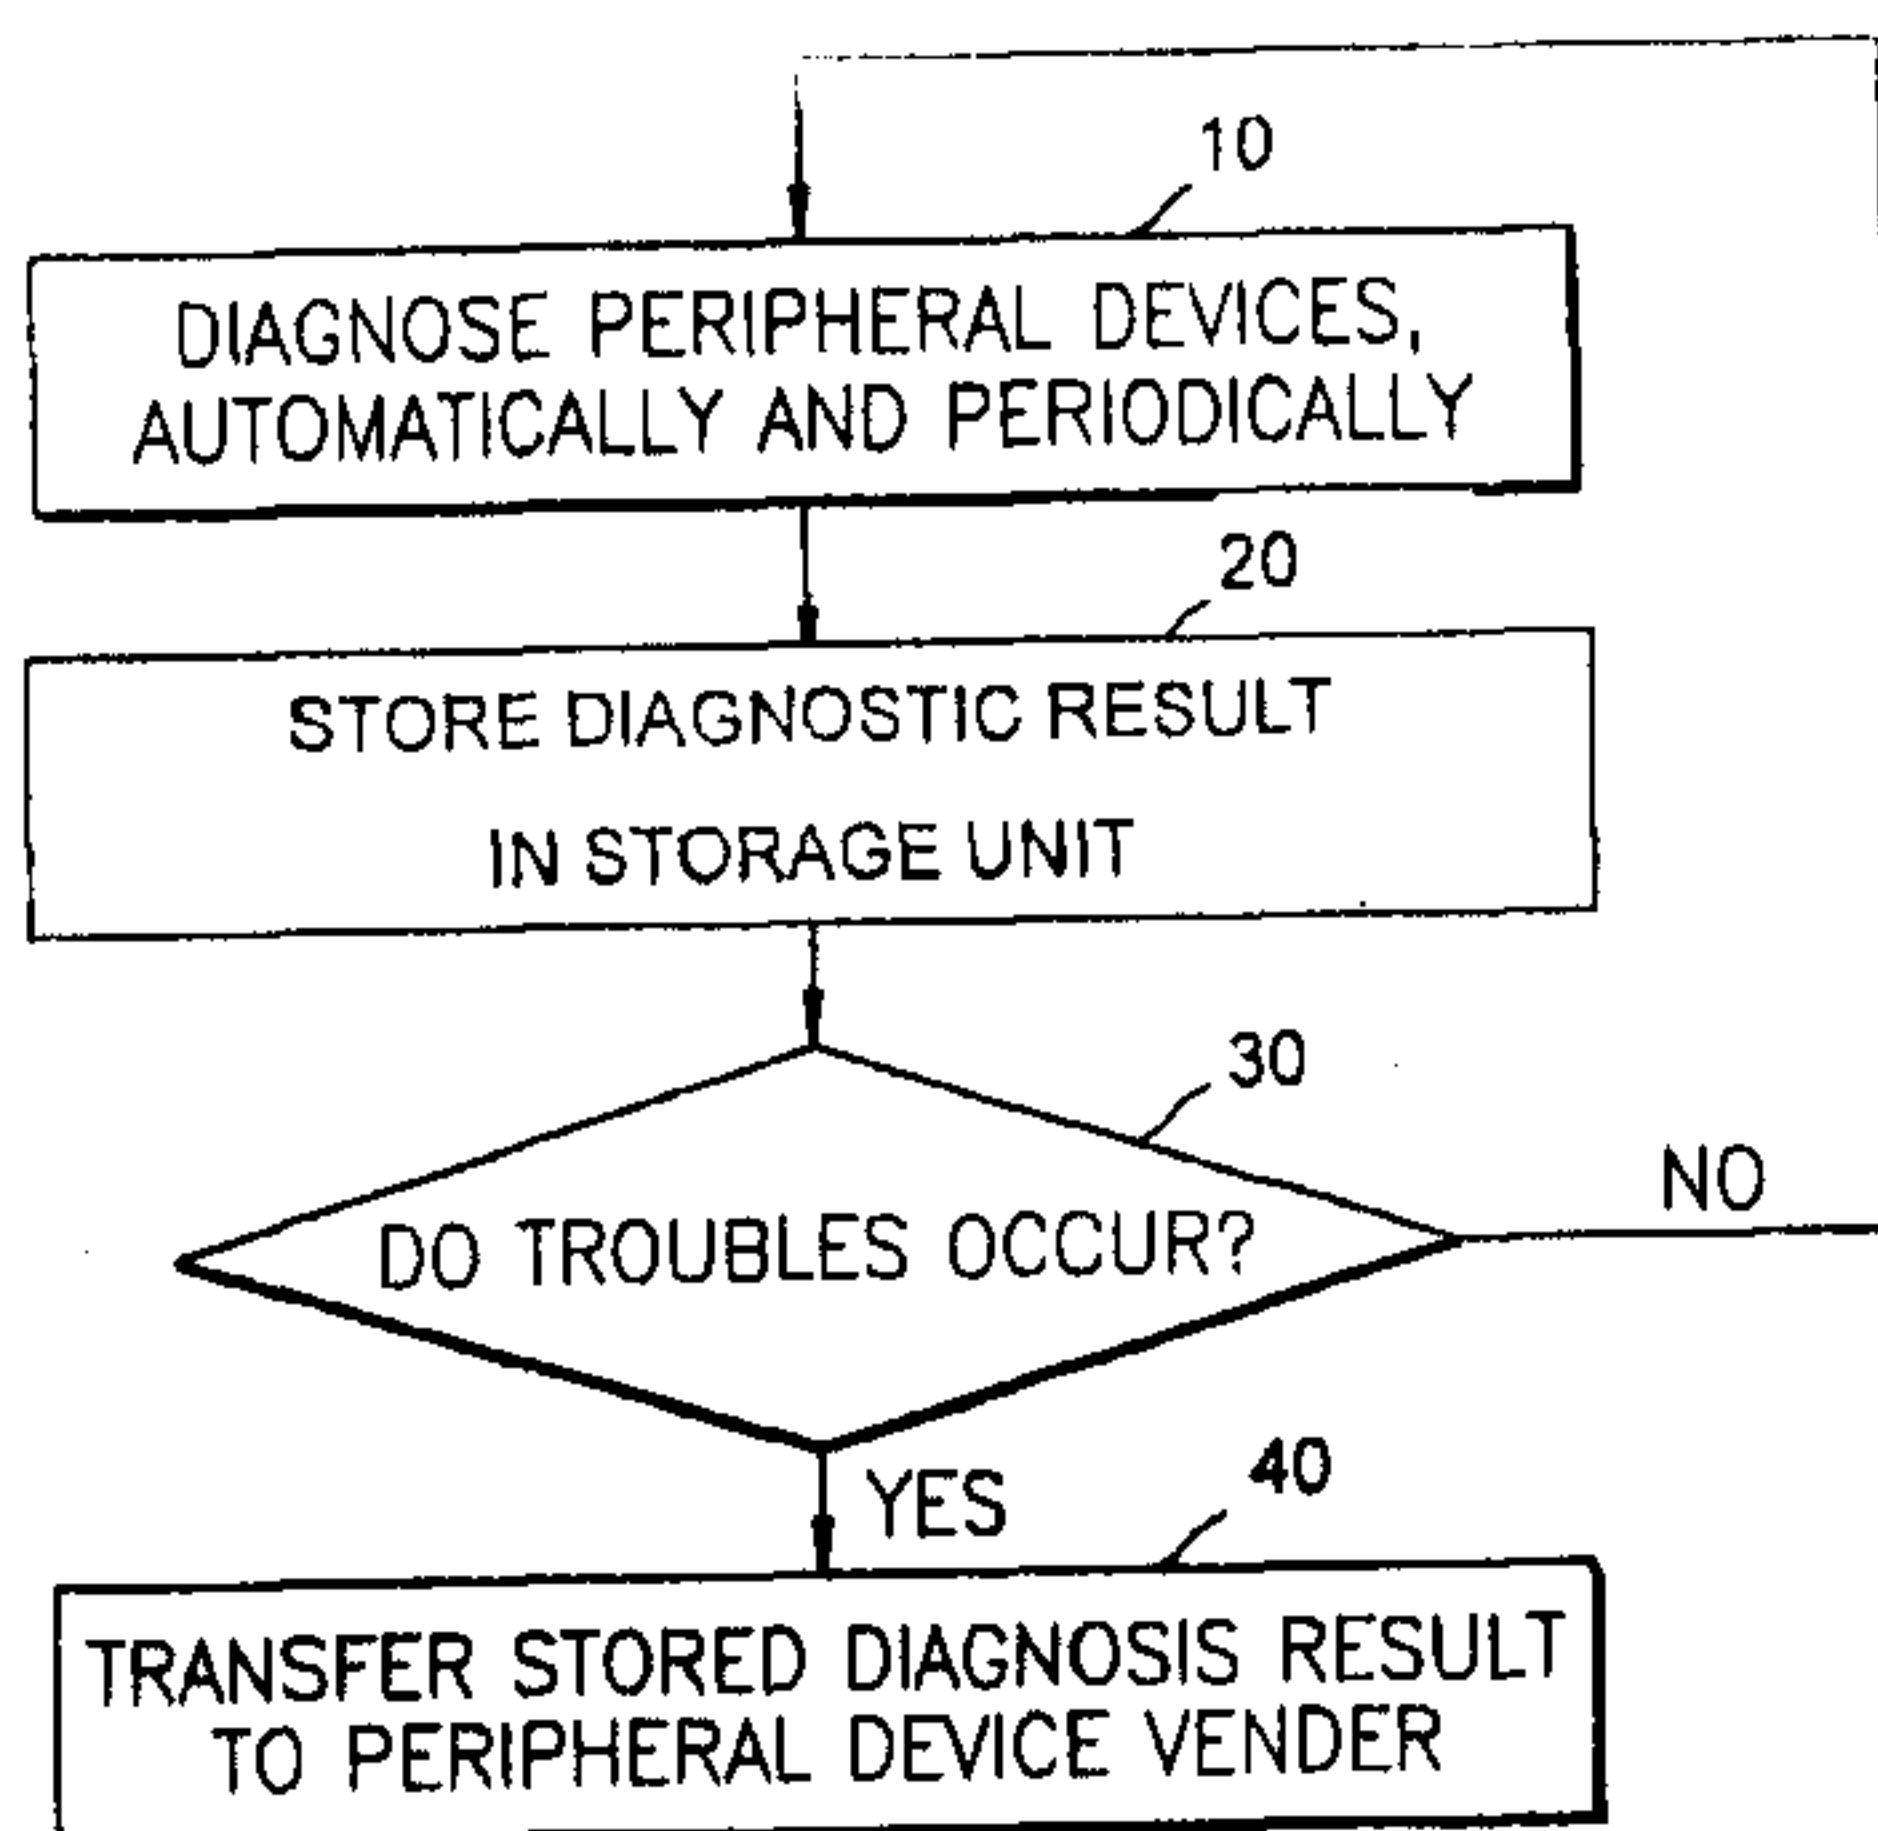 10
DIAGNOSE PERIPHERAL DEVICES,
AUTOMATICALLY AND PERIODICALLY
20
STORE DIAGNOSTIC RESULT
IN STORAGE UNIT
30
DO TROUBLES OCCUR?
NO
YES
40
TRANSFER STORED DIAGNOSIS RESULT
TO PERIPHERAL DEVICE VENDER